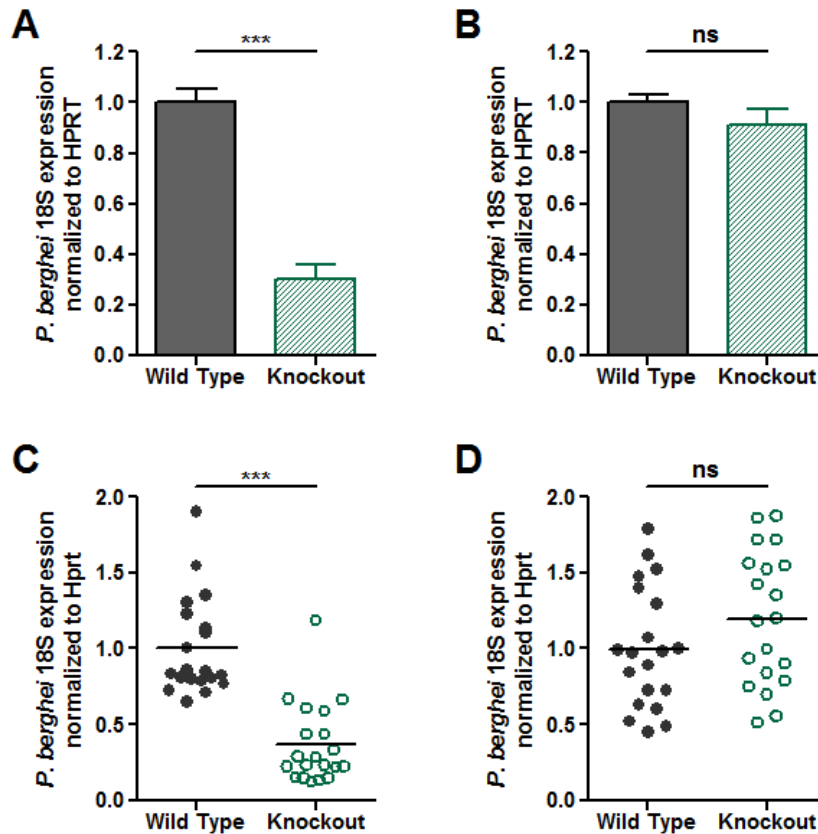 A
***
1.2
1.0
0.8
0.6
0.4
0.2
0.0
P. berghei 18S expression
normalized to HPRT
Wild Type Knockout
B
ns
1.2
1.0
0.8
0.6
0.4
0.2
0.0
P. berghei 18S expression
normalized to HPRT
Wild Type Knockout
C
***
2.0
1.5
1.0
0.5
0.0
P. berghei 18S expression
normalized to Hprt
Wild Type Knockout
D
ns
2.0
1.5
1.0
0.5
0.0
P. berghei 18S expression
normalized to Hprt
Wild Type Knockout